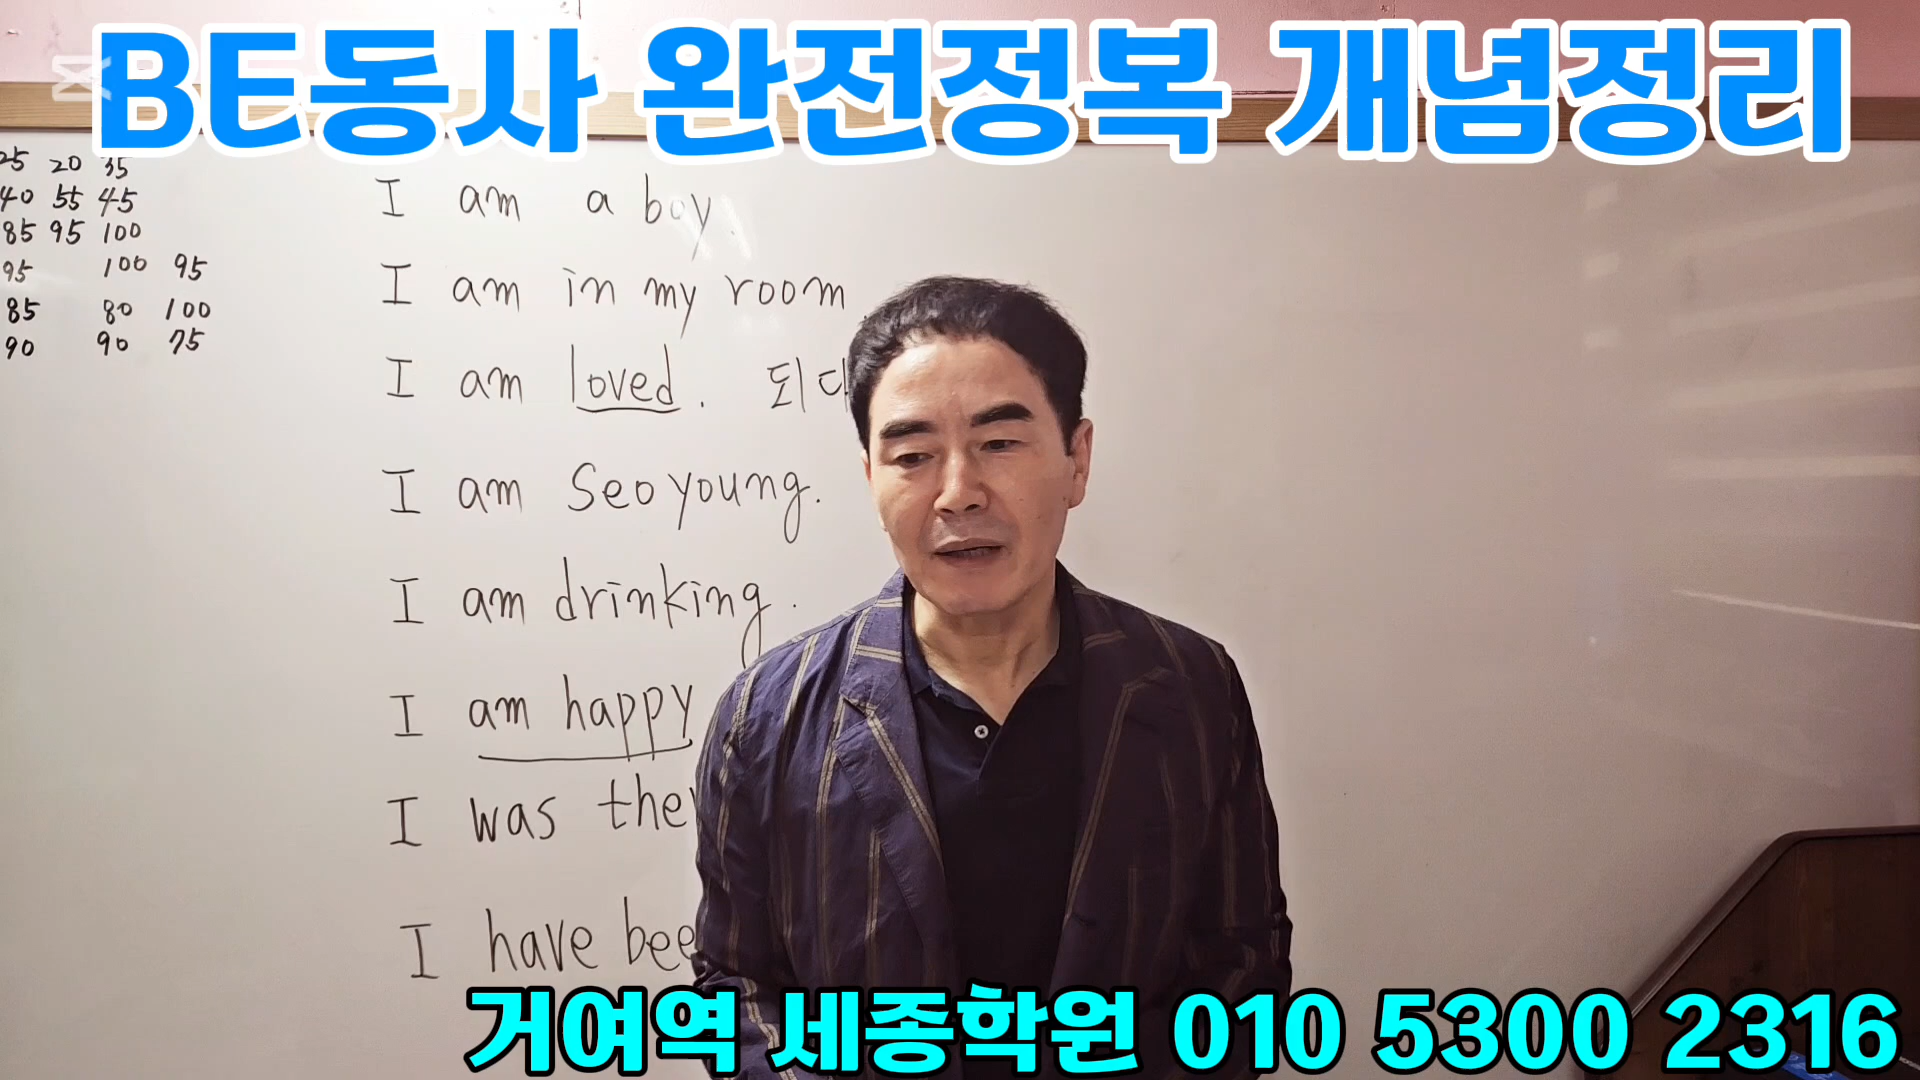 BE동사 완전정복 개념정리
25 20 35
40 55 45
85 95 100
95 100 95
85 80 100
90 90 75
I am a boy.
I am in my room.
I am loved. 되
I am Seoyoung.
I am drinking.
I am happy
I was
I have
거여역 세종학원 010 5300 2316